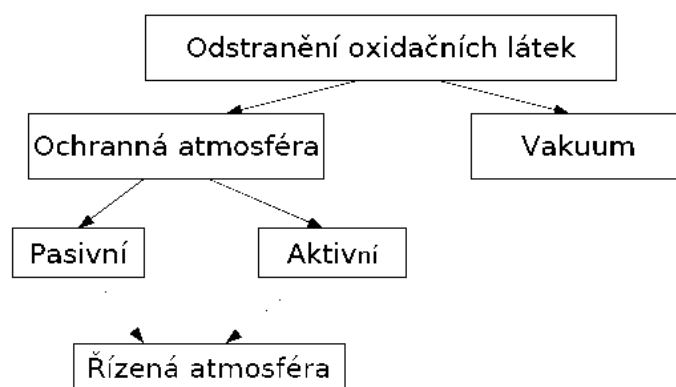 Odstranění oxidačních látek
Ochranná atmosféra
Vakuum
Pasivní
Aktivní
Řízená atmosféra